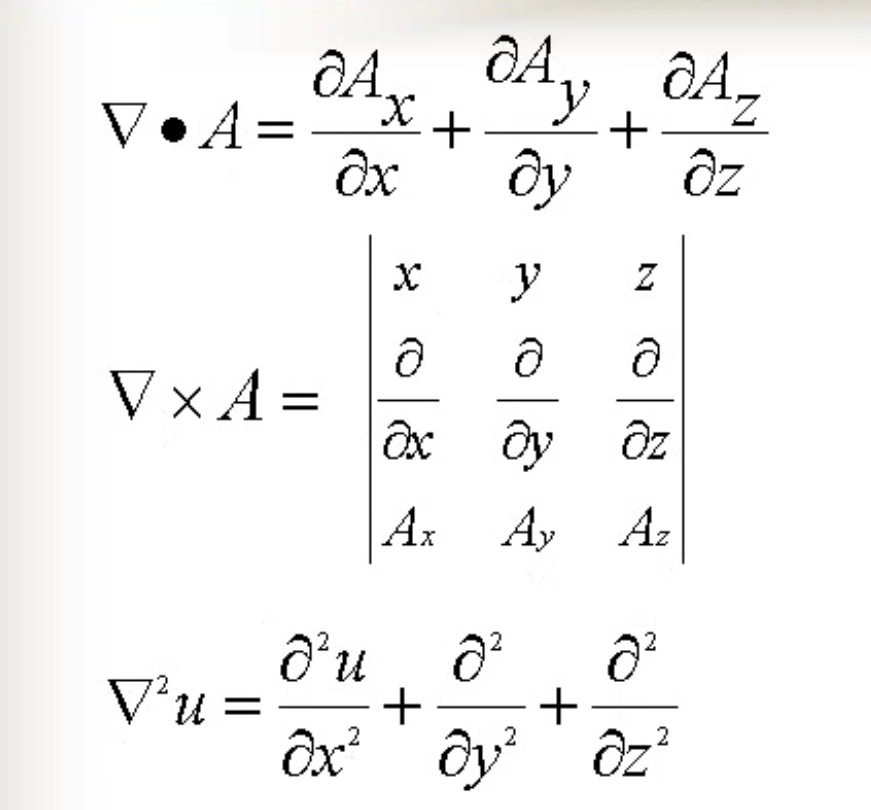 ∇ • A = ∂A_x/∂x + ∂A_y/∂y + ∂A_z/∂z
∇ × A = | x y z |
| ∂/∂x ∂/∂y ∂/∂z |
| A_x A_y A_z |
∇²u = ∂²u/∂x² + ∂²/∂y² + ∂²/∂z²